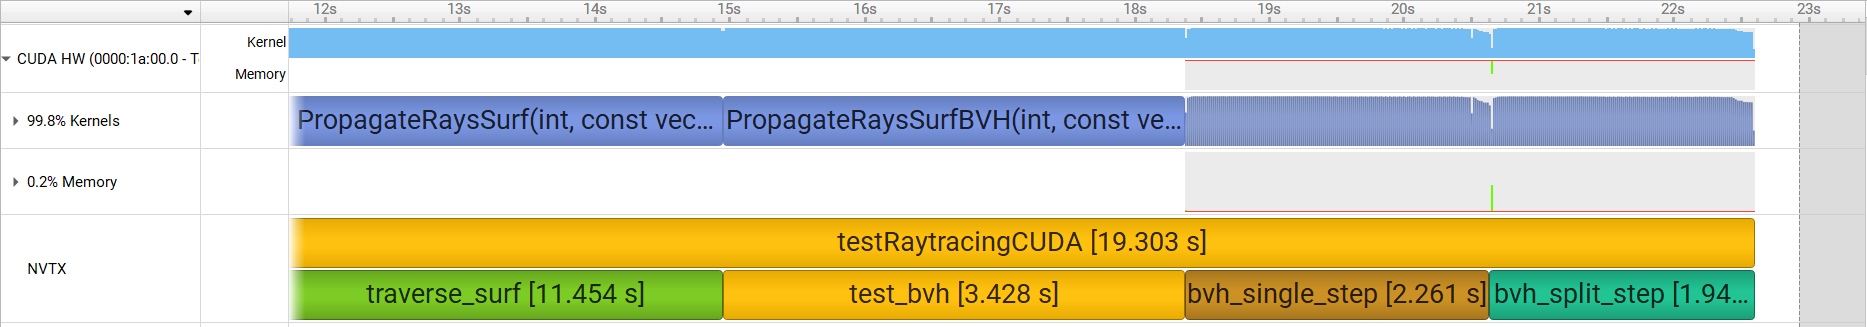 12s 13s 14s 15s 16s 17s 18s 19s 20s 21s 22s 23s
Kernel
CUDA HW (0000:1a:00.0 - T
Memory
99.8% Kernels
PropagateRaysSurf(int, const vec... PropagateRaysSurfBVH(int, const ve...
0.2% Memory
testRaytracingCUDA [19.303 s]
NVTX
traverse_surf [11.454 s] test_bvh [3.428 s] bvh_single_step [2.261 s] bvh_split_step [1.94...